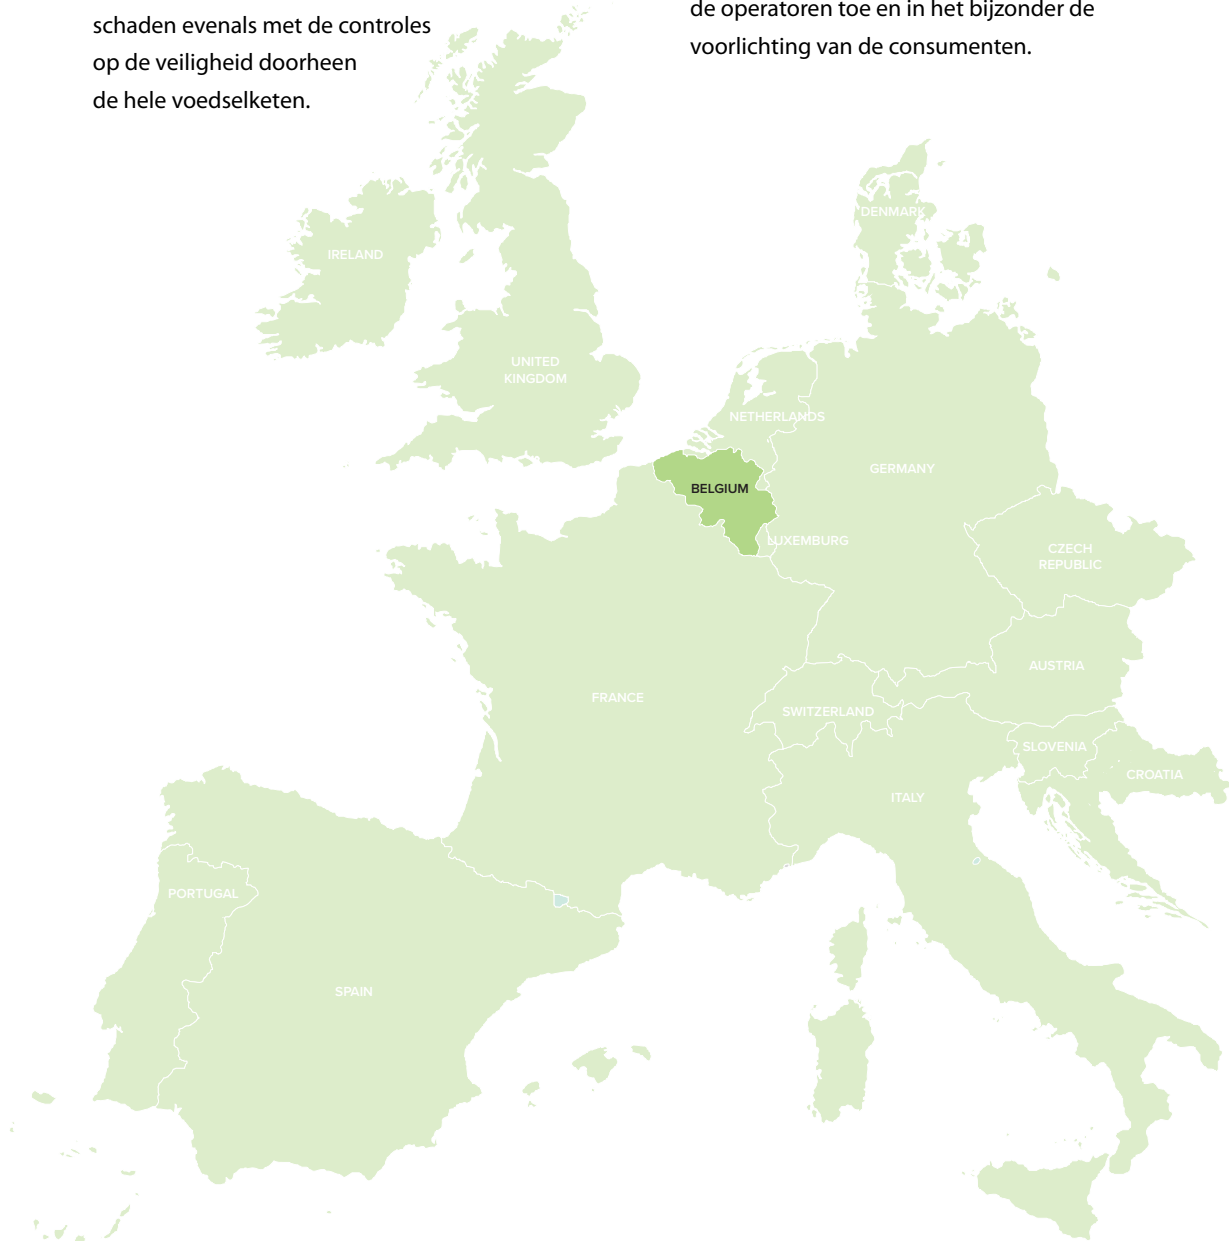 schaden evenals met de controles
op de veiligheid doorheen
de hele voedselketen.
de operatoren toe en in het bijzonder de
voorlichting van de consumenten.
DENMARK
IRELAND
UNITED
KINGDOM
NETHERLANDS
GERMANY
BELGIUM
LUXEMBURG
CZECH
REPUBLIC
AUSTRIA
FRANCE
SWITZERLAND
SLOVENIA
CROATIA
ITALY
PORTUGAL
SPAIN